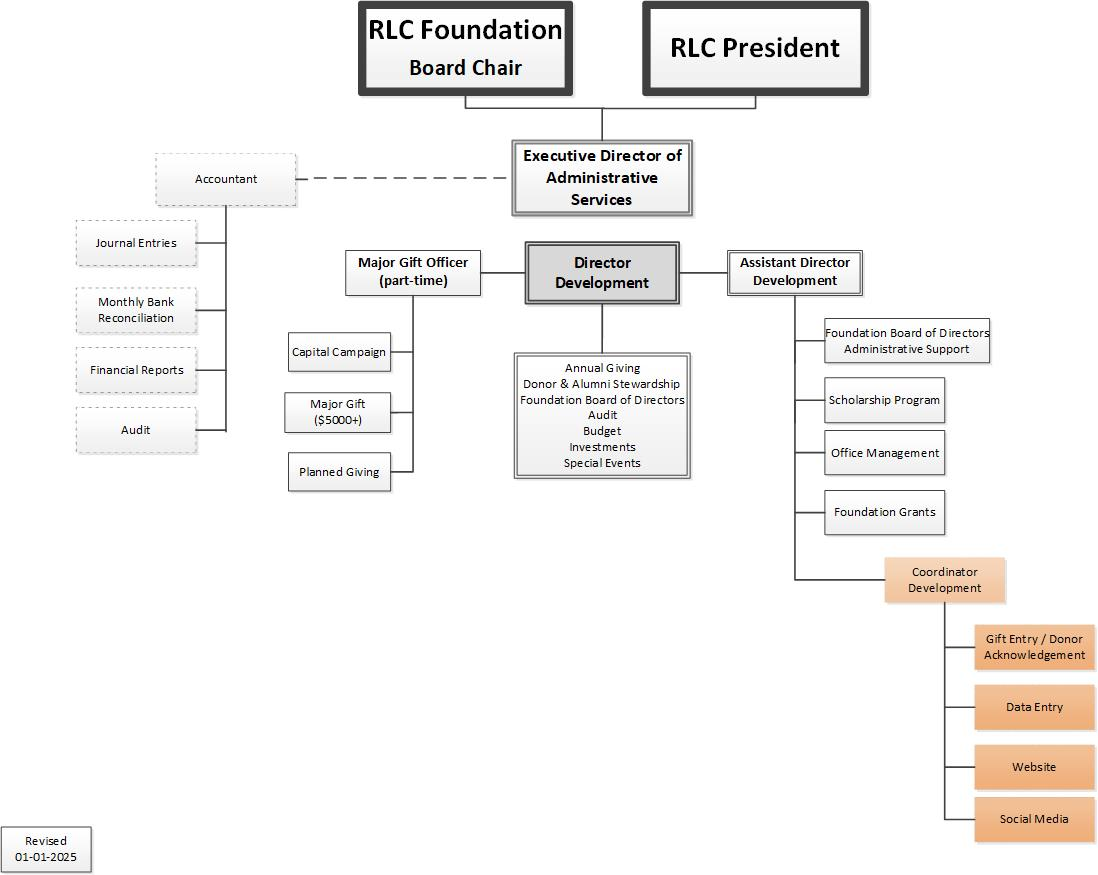 RLC Foundation
Board Chair
RLC President
Executive Director of
Administrative
Services
Accountant
Journal Entries
Monthly Bank
Reconciliation
Financial Reports
Audit
Major Gift Officer
(part-time)
Capital Campaign
Major Gift
($5000+)
Planned Giving
Director
Development
Annual Giving
Donor & Alumni Stewardship
Foundation Board of Directors
Audit
Budget
Investments
Special Events
Assistant Director
Development
Foundation Board of Directors
Administrative Support
Scholarship Program
Office Management
Foundation Grants
Coordinator
Development
Gift Entry / Donor
Acknowledgement
Data Entry
Website
Social Media
Revised
01-01-2025